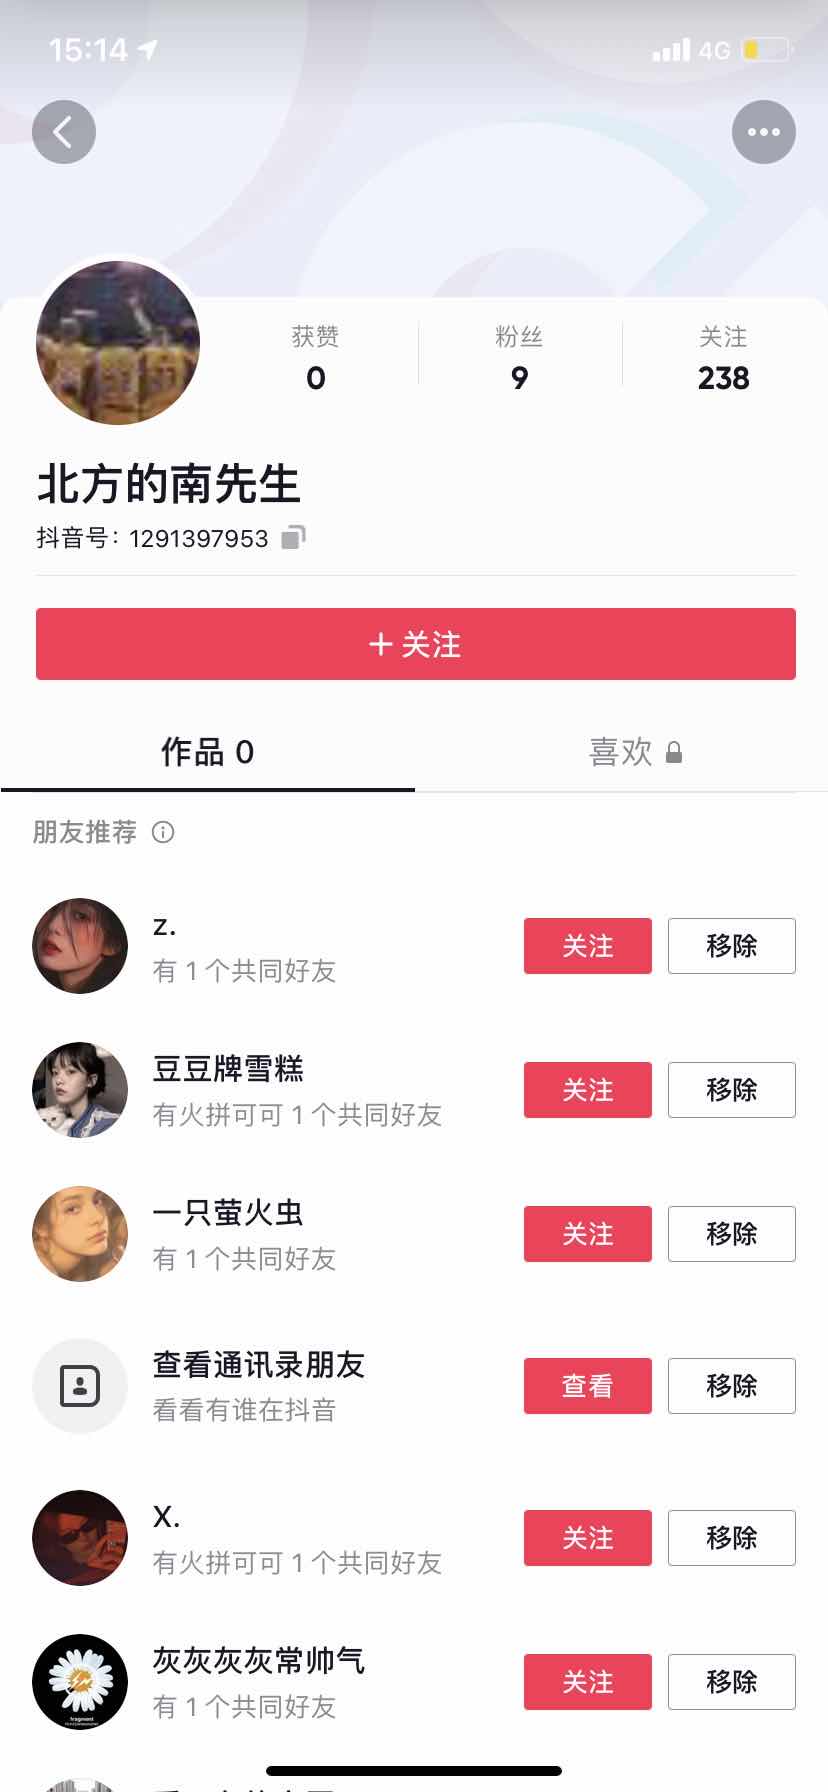 15:14
4G
获赞
0
粉丝
9
关注
238
北方的南先生
抖音号：1291397953
+ 关注
作品 0
喜欢
朋友推荐
z.
有 1 个共同好友
关注
移除
豆豆牌雪糕
有火拼可可 1 个共同好友
关注
移除
一只萤火虫
有 1 个共同好友
关注
移除
查看通讯录朋友
看看有谁在抖音
查看
移除
X.
有火拼可可 1 个共同好友
关注
移除
灰灰灰灰常帅气
有 1 个共同好友
关注
移除
fragment